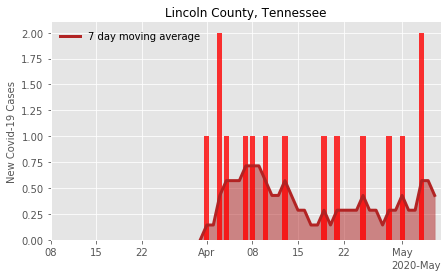 Lincoln County, Tennessee
7 day moving average
New Covid-19 Cases
2.00
1.75
1.50
1.25
1.00
0.75
0.50
0.25
0.00
08 15 22 Apr 08 15 22 May
2020-May